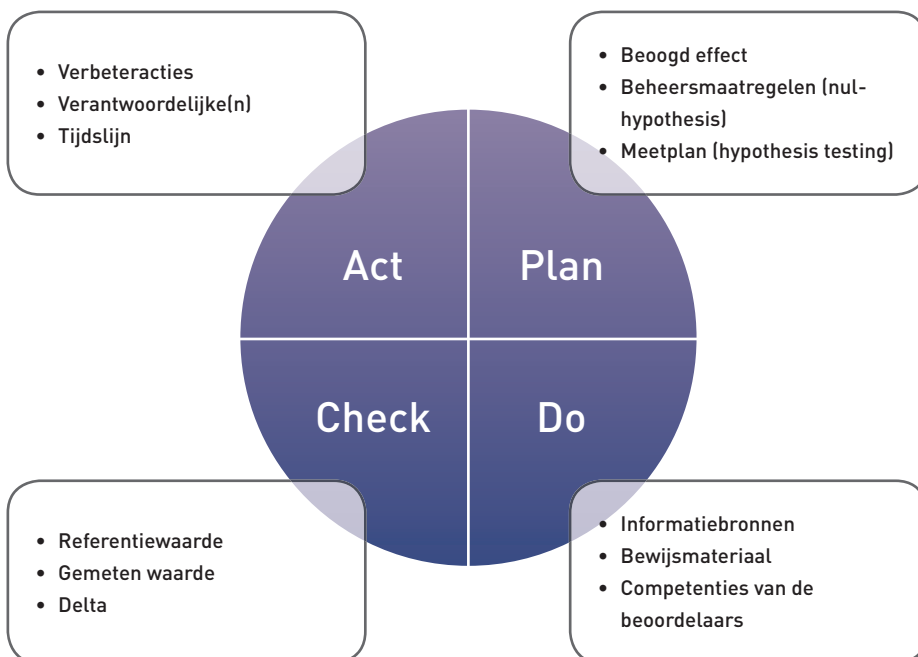 • Verbeteracties
• Verantwoordelijke(n)
• Tijdslijn
• Beoogd effect
• Beheersmaatregelen (nul-
hypothesis)
• Meetplan (hypothesis testing)
Act
Plan
Check
Do
• Referentiewaarde
• Gemeten waarde
• Delta
• Informatiebronnen
• Bewijsmateriaal
• Competenties van de
beoordelaars